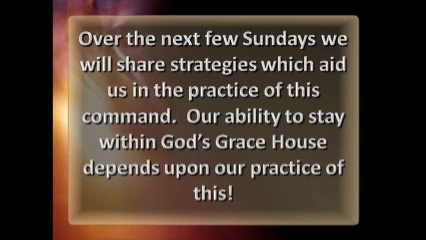 Over the next few Sundays we
will share strategies which aid
us in the practice of this
command.  Our ability to stay
within God's Grace House
depends upon our practice of
this!